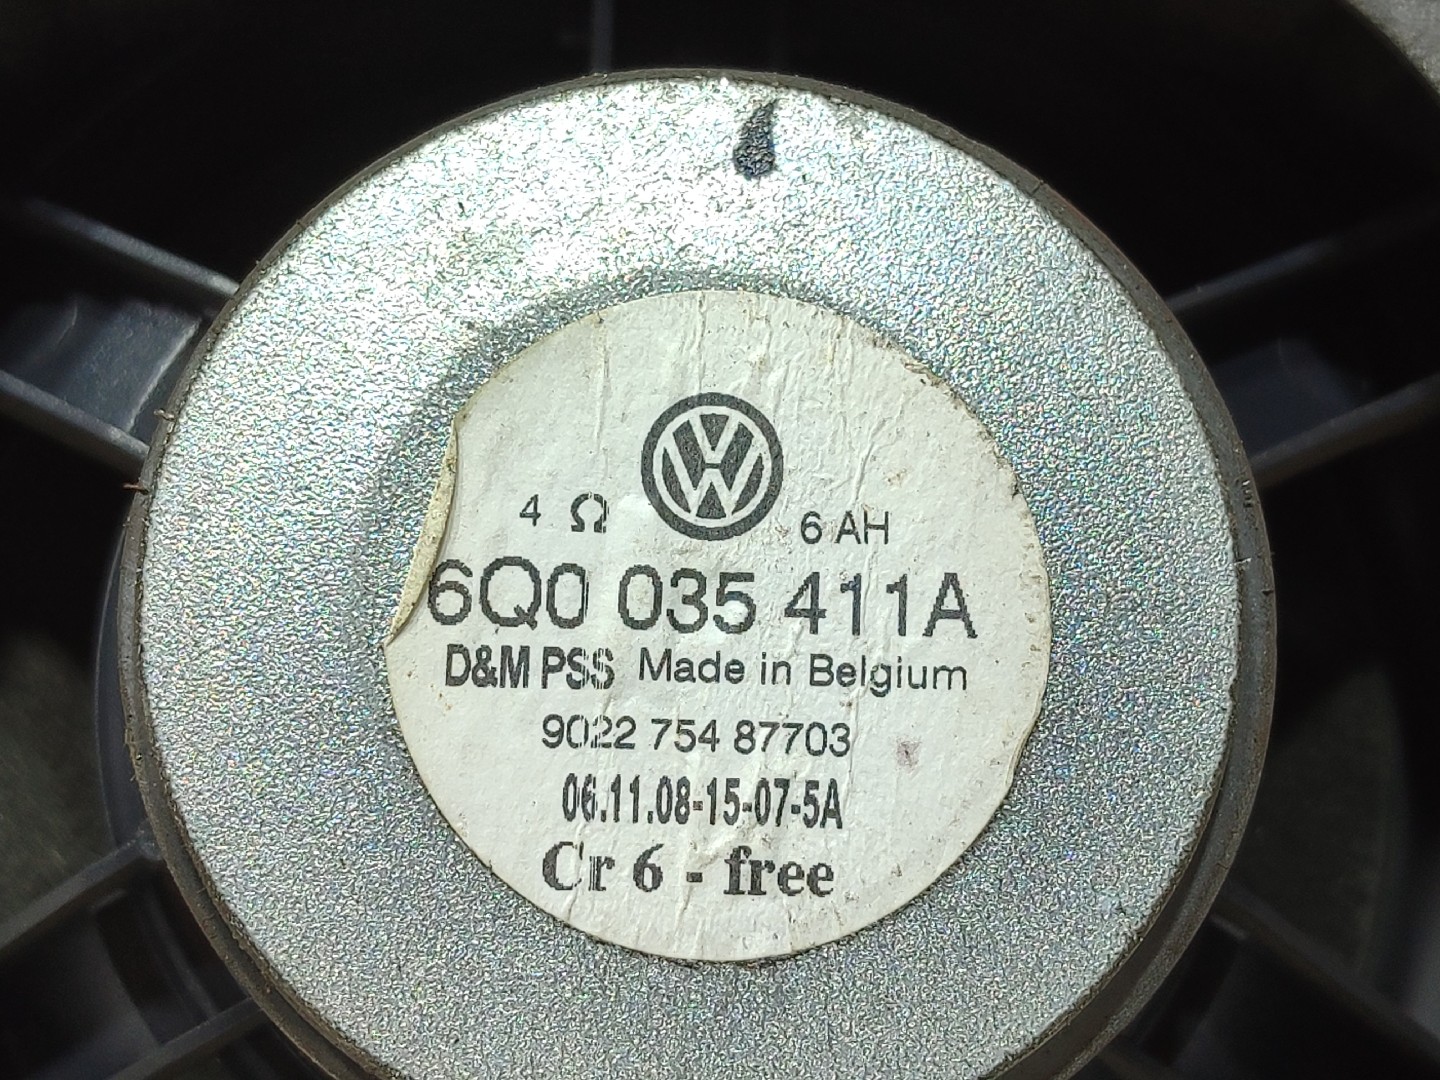 VW
4 Ω 6 AH
6Q0 035 411A
D&M PSS Made in Belgium
9022 754 87703
06.11.08-15-07-5A
Cr 6 - free